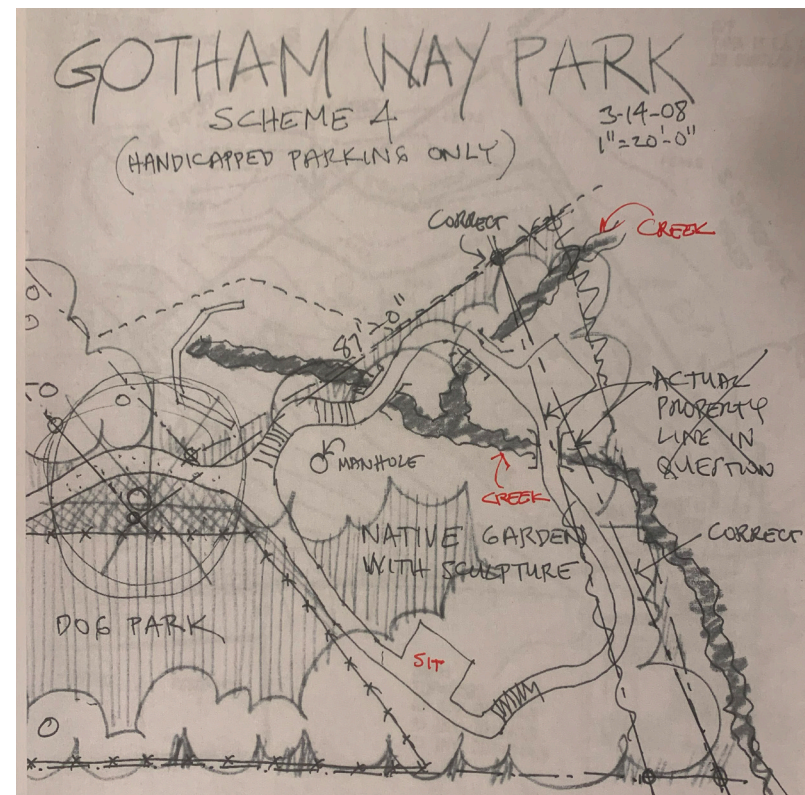 GOTHAM WAY PARK
SCHEME 4
(HANDICAPPED PARKING ONLY)
3-14-08
1"=20'-0"
CORRECT
CREEK
87'-0"
ACTUAL
PROPERTY
LINE IN
QUESTION
MANHOLE
CREEK
NATIVE GARDEN
WITH SCULPTURE
CORRECT
DOG PARK
SIT